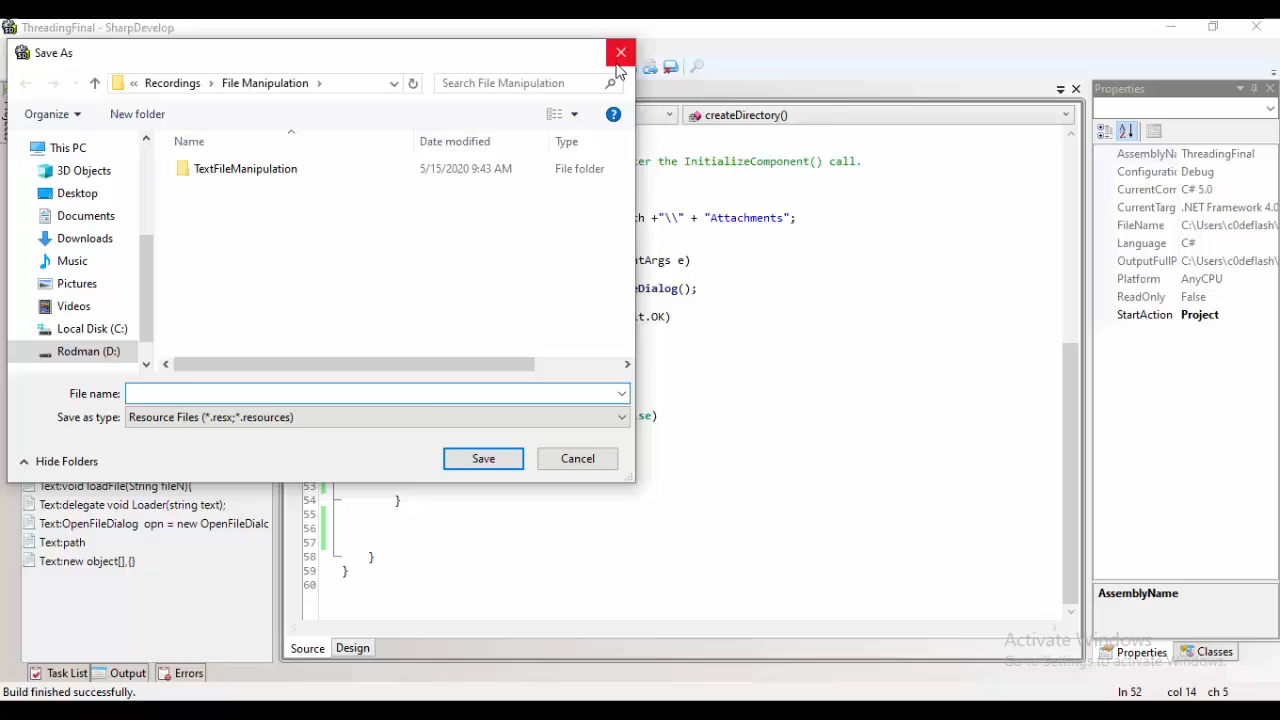 ThreadingFinal - SharpDevelop
Save As
« Recordings > File Manipulation >
Search File Manipulation
Organize
New folder
Name
Date modified
Type
TextFileManipulation
5/15/2020 9:43 AM
File folder
This PC
3D Objects
Desktop
Documents
Downloads
Music
Pictures
Videos
Local Disk (C:)
Rodman (D:)
File name:
Save as type:
Resource Files (*.resx;*.resources)
Hide Folders
Save
Cancel
createDirectory()
er the InitializeComponent() call.
+"\\" + "Attachments";
tArgs e)
eDialog();
t.OK)
se)
53
54 }
55
56
57
58 }
59 }
60
Text:void loadFile(String fileN){
Text:delegate void Loader(string text);
Text:OpenFileDialog opn = new OpenFileDialc
Text:path
Text:new object[],{}
Source
Design
Task List
Output
Errors
Build finished successfully.
ln 52
col 14
ch 5
Properties
AssemblyNa ThreadingFinal
Configuratic Debug
CurrentCor C# 5.0
CurrentTarg .NET Framework 4.0
FileName C:\Users\c0deflash\
Language C#
OutputFullP C:\Users\c0deflash\
Platform AnyCPU
ReadOnly False
StartAction Project
AssemblyName
Activate Windows
Go to Settings to activate Windows.
Properties
Classes